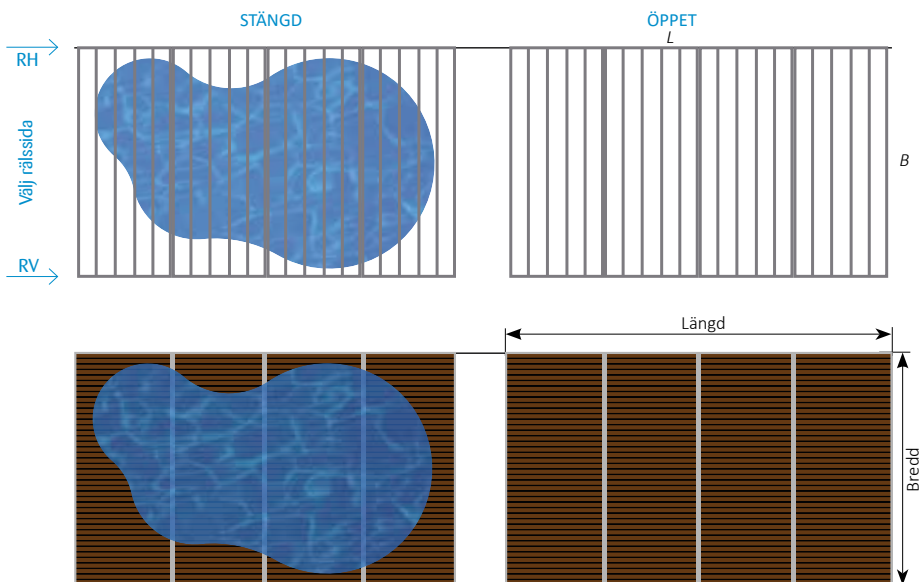 STÄNGD
ÖPPET
L
RH
Välj rälssida
B
RV
Längd
Bredd